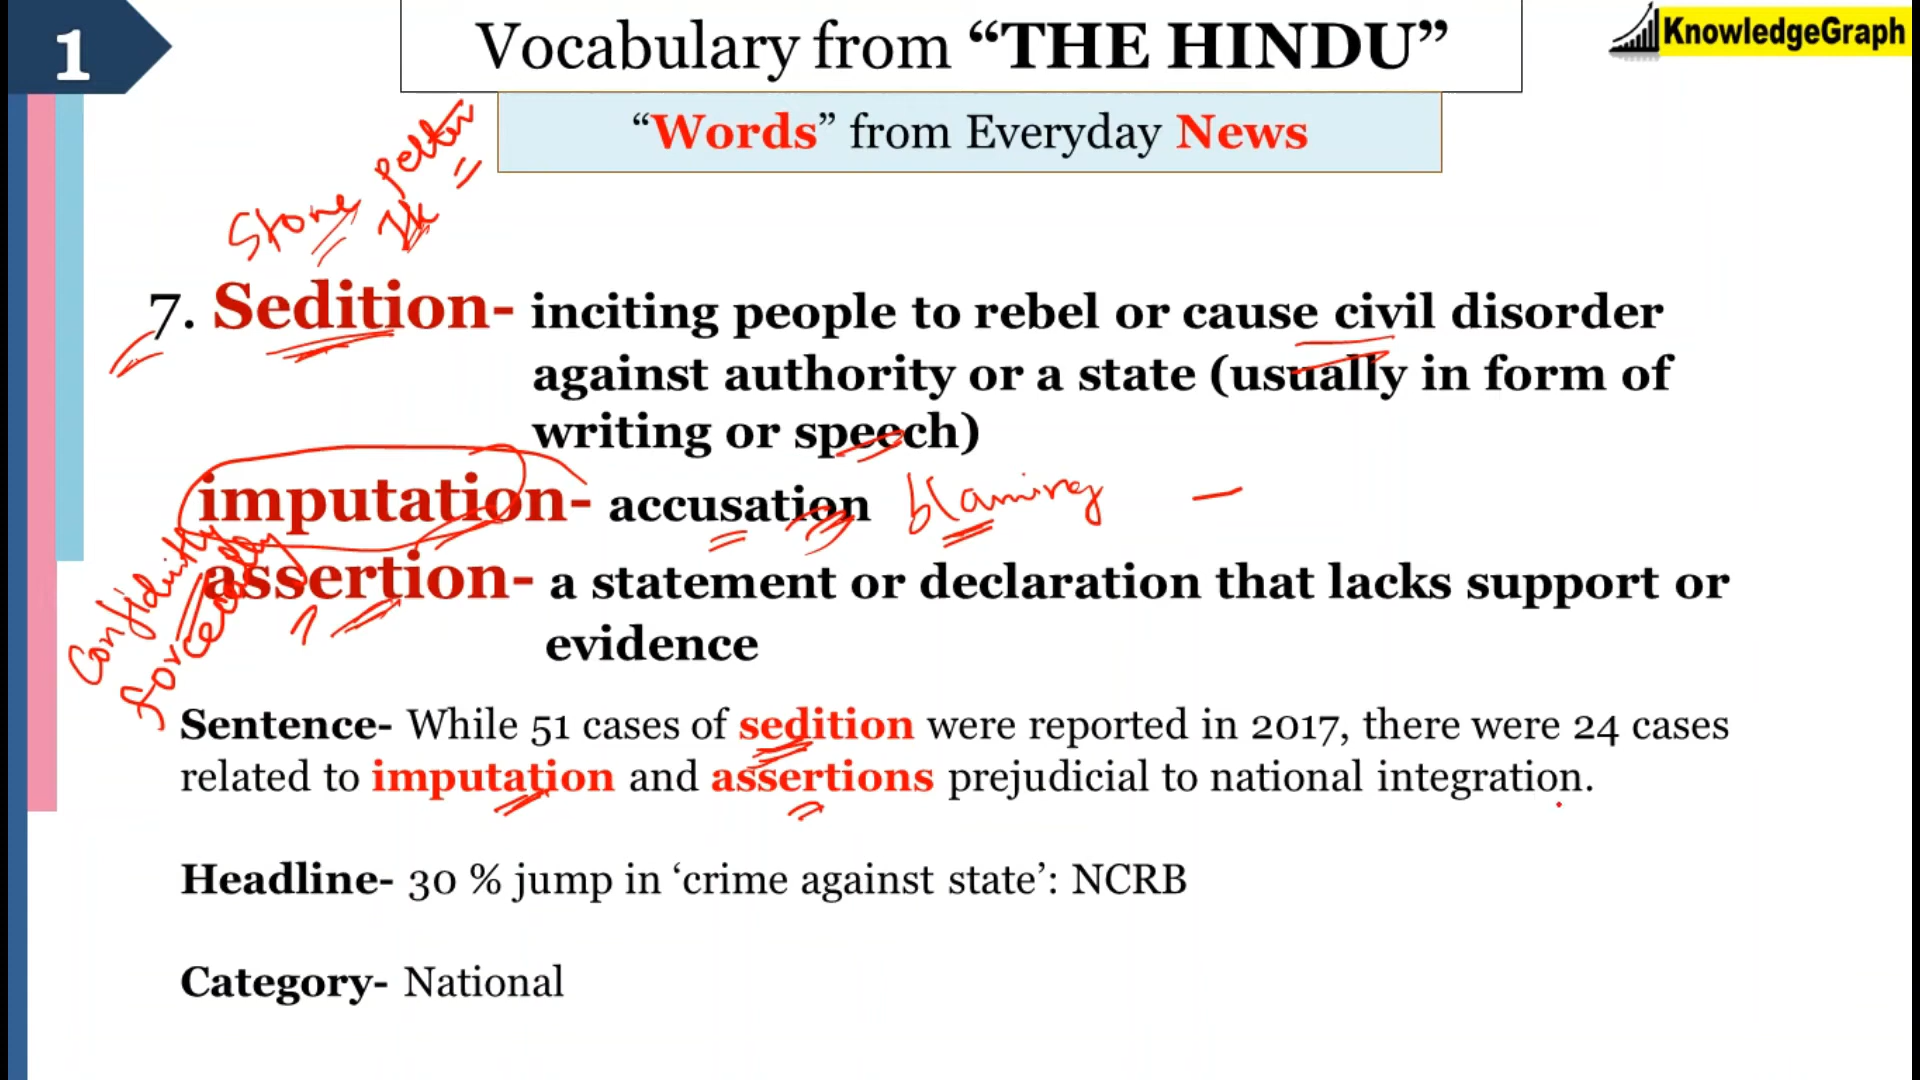 1
Vocabulary from “THE HINDU”
KnowledgeGraph
“Words” from Everyday News
Stone Pelter
JK
7. Sedition- inciting people to rebel or cause civil disorder
against authority or a state (usually in form of
writing or speech)
imputation- accusation blaming –
Confidently
forcefully
assertion- a statement or declaration that lacks support or
evidence
Sentence- While 51 cases of sedition were reported in 2017, there were 24 cases
related to imputation and assertions prejudicial to national integration.
Headline- 30 % jump in ‘crime against state’: NCRB
Category- National